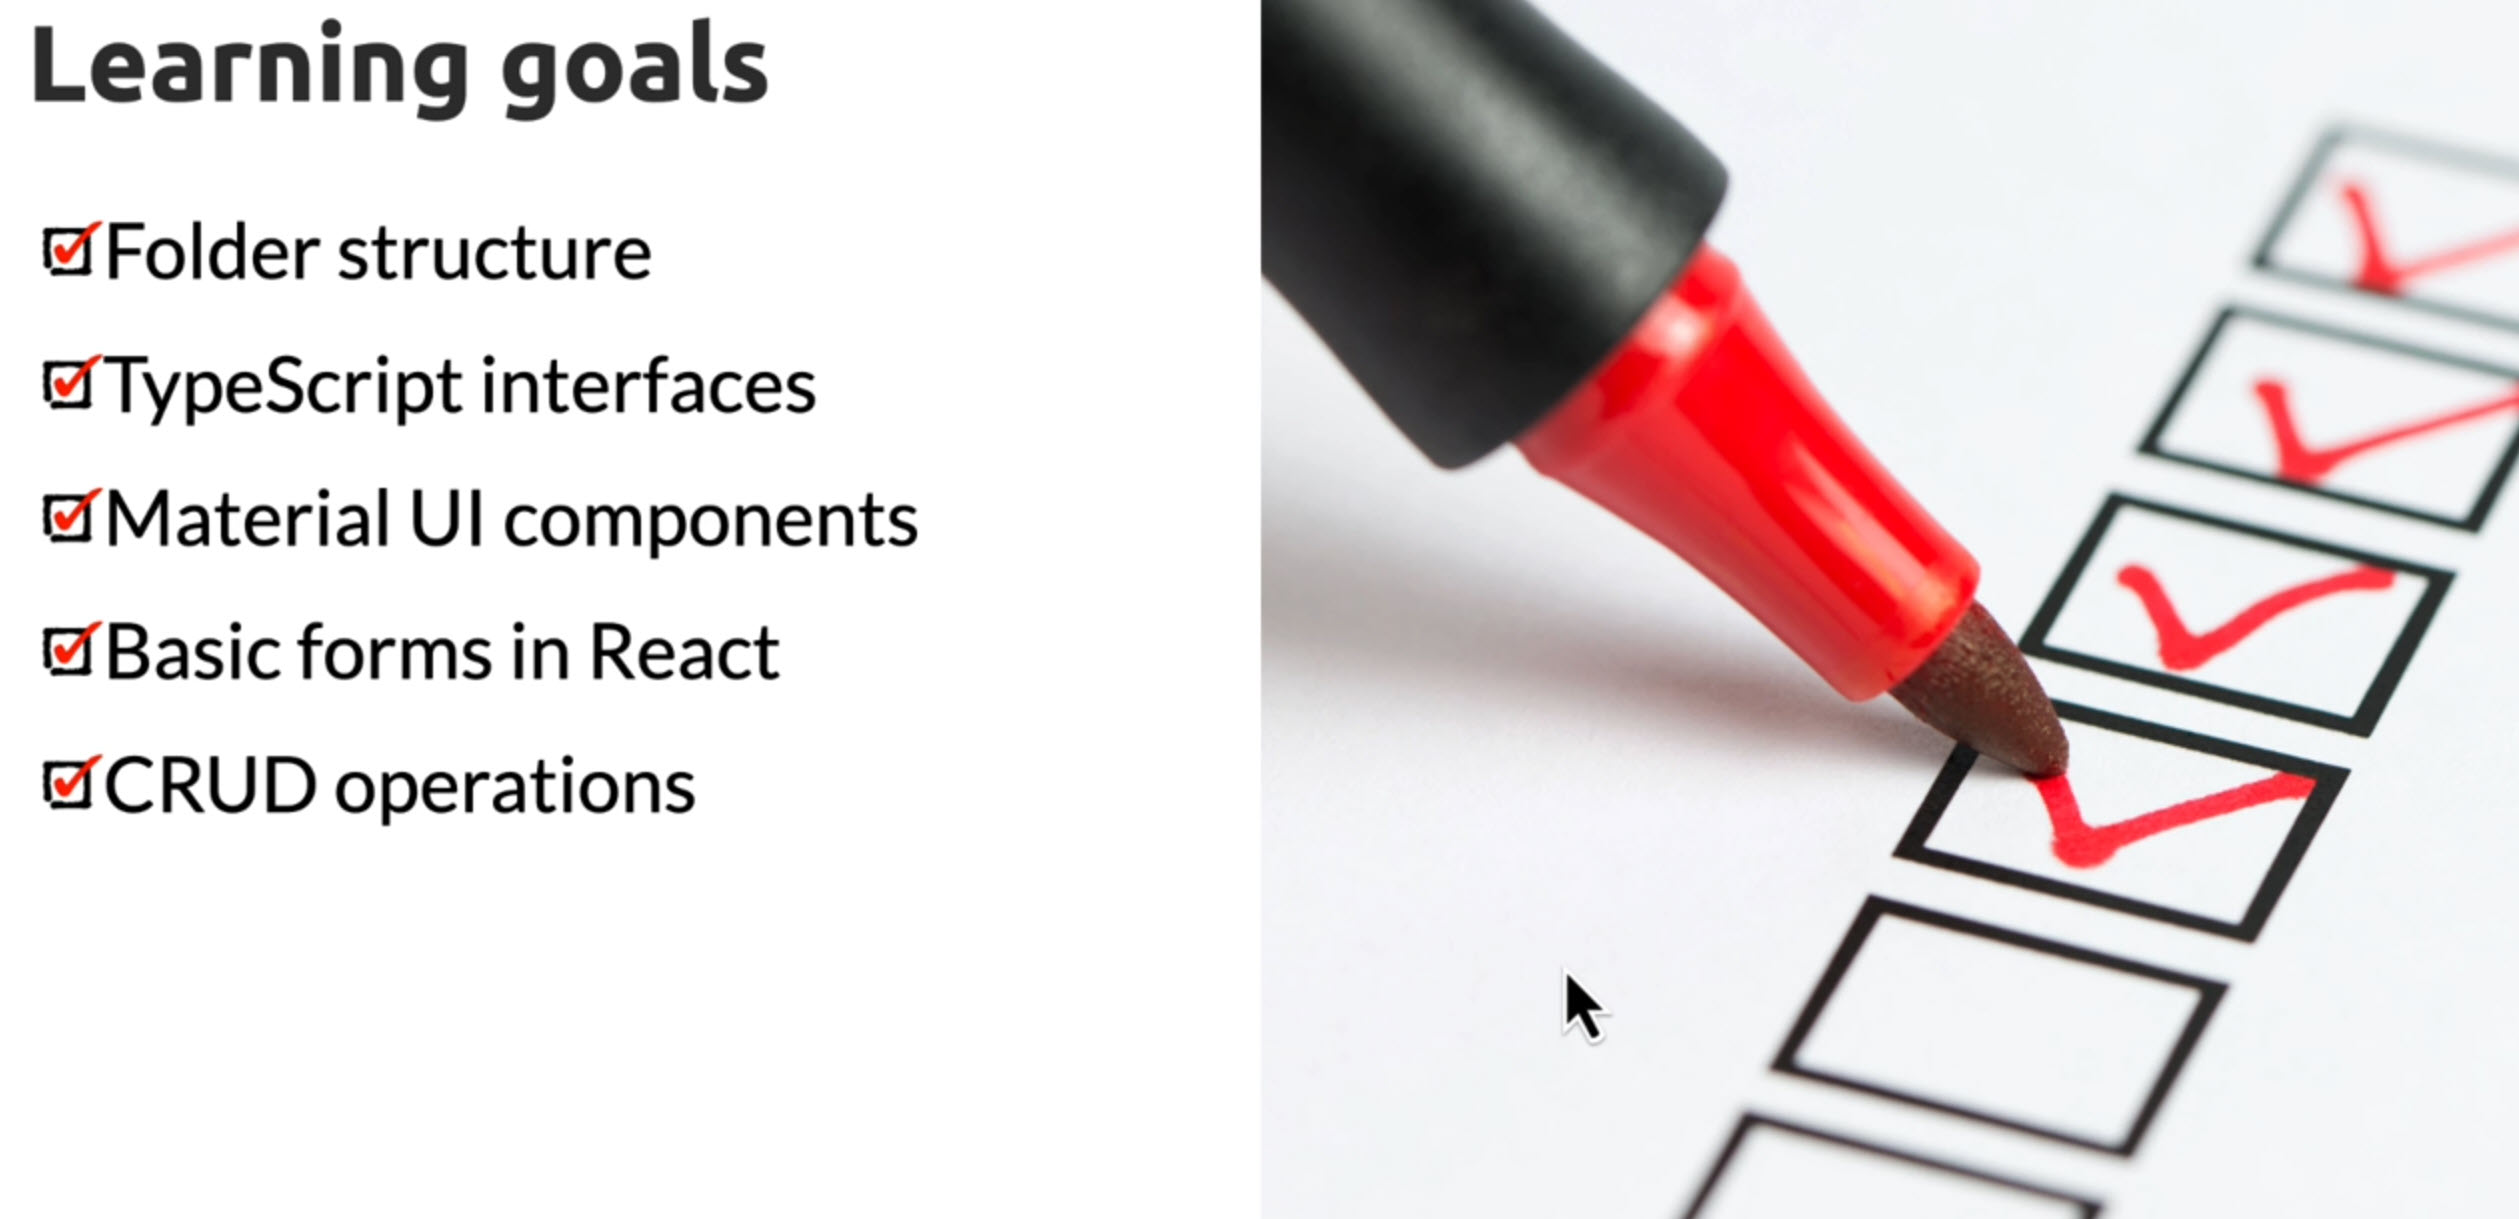 Learning goals
Folder structure
TypeScript interfaces
Material UI components
Basic forms in React
CRUD operations